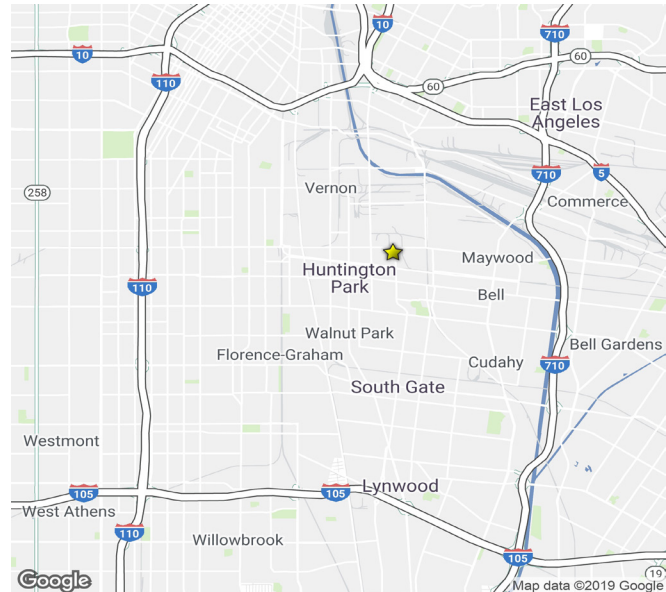 10
710
10
60
110
60
East Los
Angeles
710
5
Vernon
258
Commerce
Maywood
Huntington
Park
110
Bell
Walnut Park
Florence-Graham
Bell Gardens
Cudahy
710
South Gate
Westmont
Lynwood
105
105
West Athens
110
Willowbrook
105
19
Google
Map data ©2019 Google